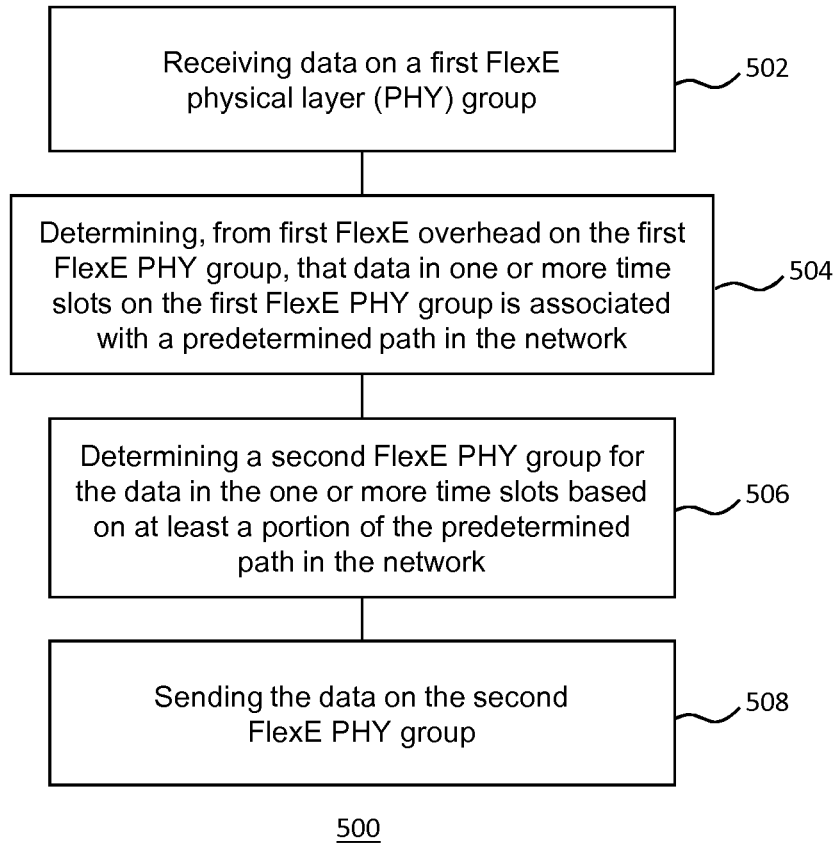 Receiving data on a first FlexE
physical layer (PHY) group
502
Determining, from first FlexE overhead on the first
FlexE PHY group, that data in one or more time
slots on the first FlexE PHY group is associated
with a predetermined path in the network
504
Determining a second FlexE PHY group for
the data in the one or more time slots based
on at least a portion of the predetermined
path in the network
506
Sending the data on the second
FlexE PHY group
508
500